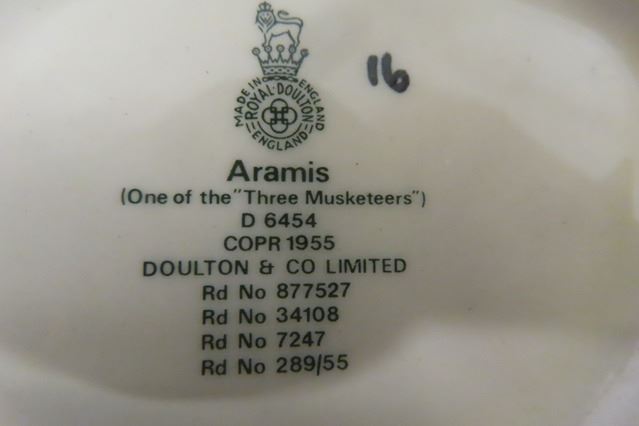 16
MADE IN ENGLAND
ROYAL·DOULTON
ENGLAND
Aramis
(One of the "Three Musketeers")
D 6454
COPR 1955
DOULTON & CO LIMITED
Rd No 877527
Rd No 34108
Rd No 7247
Rd No 289/55